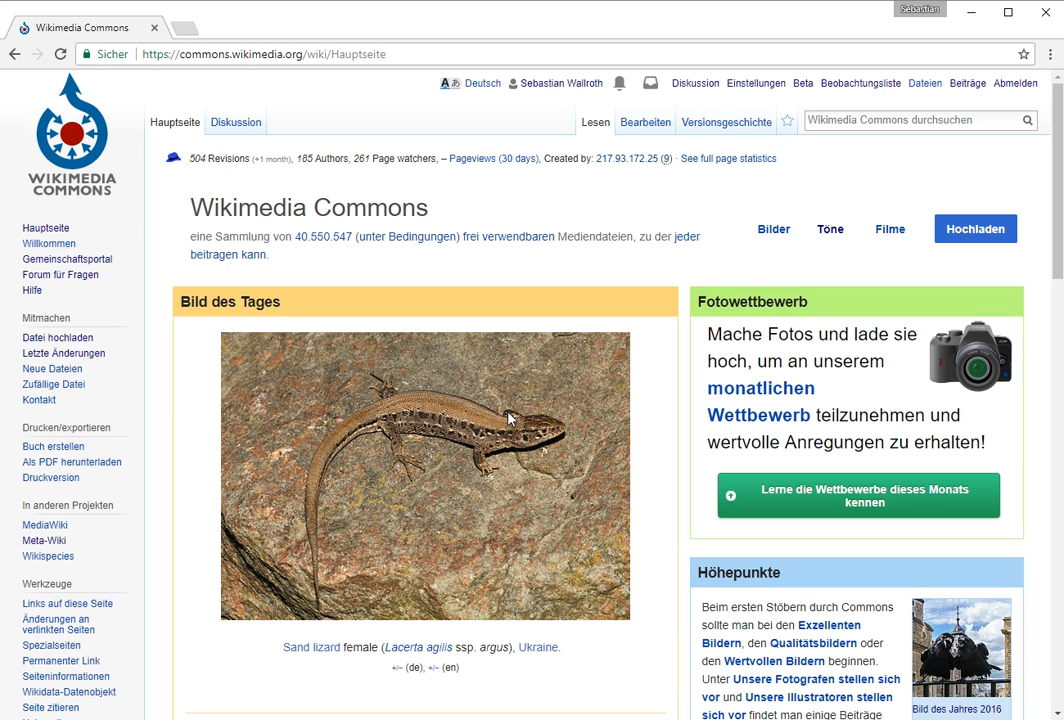 Sebastian
Wikimedia Commons
Sicher https://commons.wikimedia.org/wiki/Hauptseite
Deutsch Sebastian Wallroth Diskussion Einstellungen Beta Beobachtungsliste Dateien Beiträge Abmelden
Hauptseite Diskussion Lesen Bearbeiten Versionsgeschichte Wikimedia Commons durchsuchen
WIKIMEDIA
COMMONS
504 Revisions (+1 month), 185 Authors, 261 Page watchers, – Pageviews (30 days), Created by: 217.93.172.25 (9) · See full page statistics
Wikimedia Commons
eine Sammlung von 40.550.547 (unter Bedingungen) frei verwendbaren Mediendateien, zu der jeder
beitragen kann.
Bilder Töne Filme Hochladen
Hauptseite
Willkommen
Gemeinschaftsportal
Forum für Fragen
Hilfe
Mitmachen
Datei hochladen
Letzte Änderungen
Neue Dateien
Zufällige Datei
Kontakt
Drucken/exportieren
Buch erstellen
Als PDF herunterladen
Druckversion
In anderen Projekten
MediaWiki
Meta-Wiki
Wikispecies
Werkzeuge
Links auf diese Seite
Änderungen an
verlinkten Seiten
Spezialseiten
Permanenter Link
Seiteninformationen
Wikidata-Datenobjekt
Seite zitieren
Bild des Tages
Sand lizard female (Lacerta agilis ssp. argus), Ukraine.
+/− (de), +/− (en)
Fotowettbewerb
Mache Fotos und lade sie
hoch, um an unserem
monatlichen
Wettbewerb teilzunehmen und
wertvolle Anregungen zu erhalten!
Lerne die Wettbewerbe dieses Monats
kennen
Höhepunkte
Beim ersten Stöbern durch Commons
sollte man bei den Exzellenten
Bildern, den Qualitätsbildern oder
den Wertvollen Bildern beginnen.
Unter Unsere Fotografen stellen sich
vor und Unsere Illustratoren stellen
sich vor findet man einige Beiträge
Bild des Jahres 2016